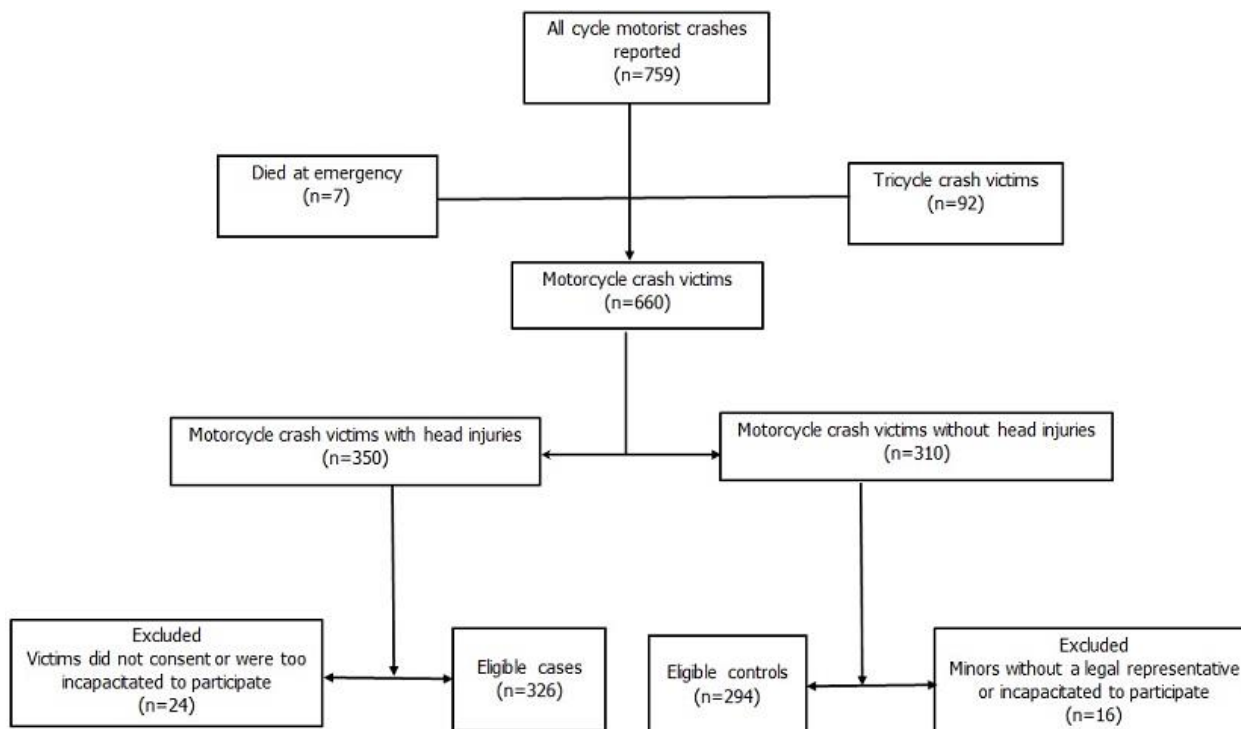 All cycle motorist crashes
reported
(n=759)
Died at emergency
(n=7)
Tricycle crash victims
(n=92)
Motorcycle crash victims
(n=660)
Motorcycle crash victims with head injuries
(n=350)
Motorcycle crash victims without head injuries
(n=310)
Excluded
Victims did not consent or were too
incapacitated to participate
(n=24)
Eligible cases
(n=326)
Eligible controls
(n=294)
Excluded
Minors without a legal representative
or incapacitated to participate
(n=16)